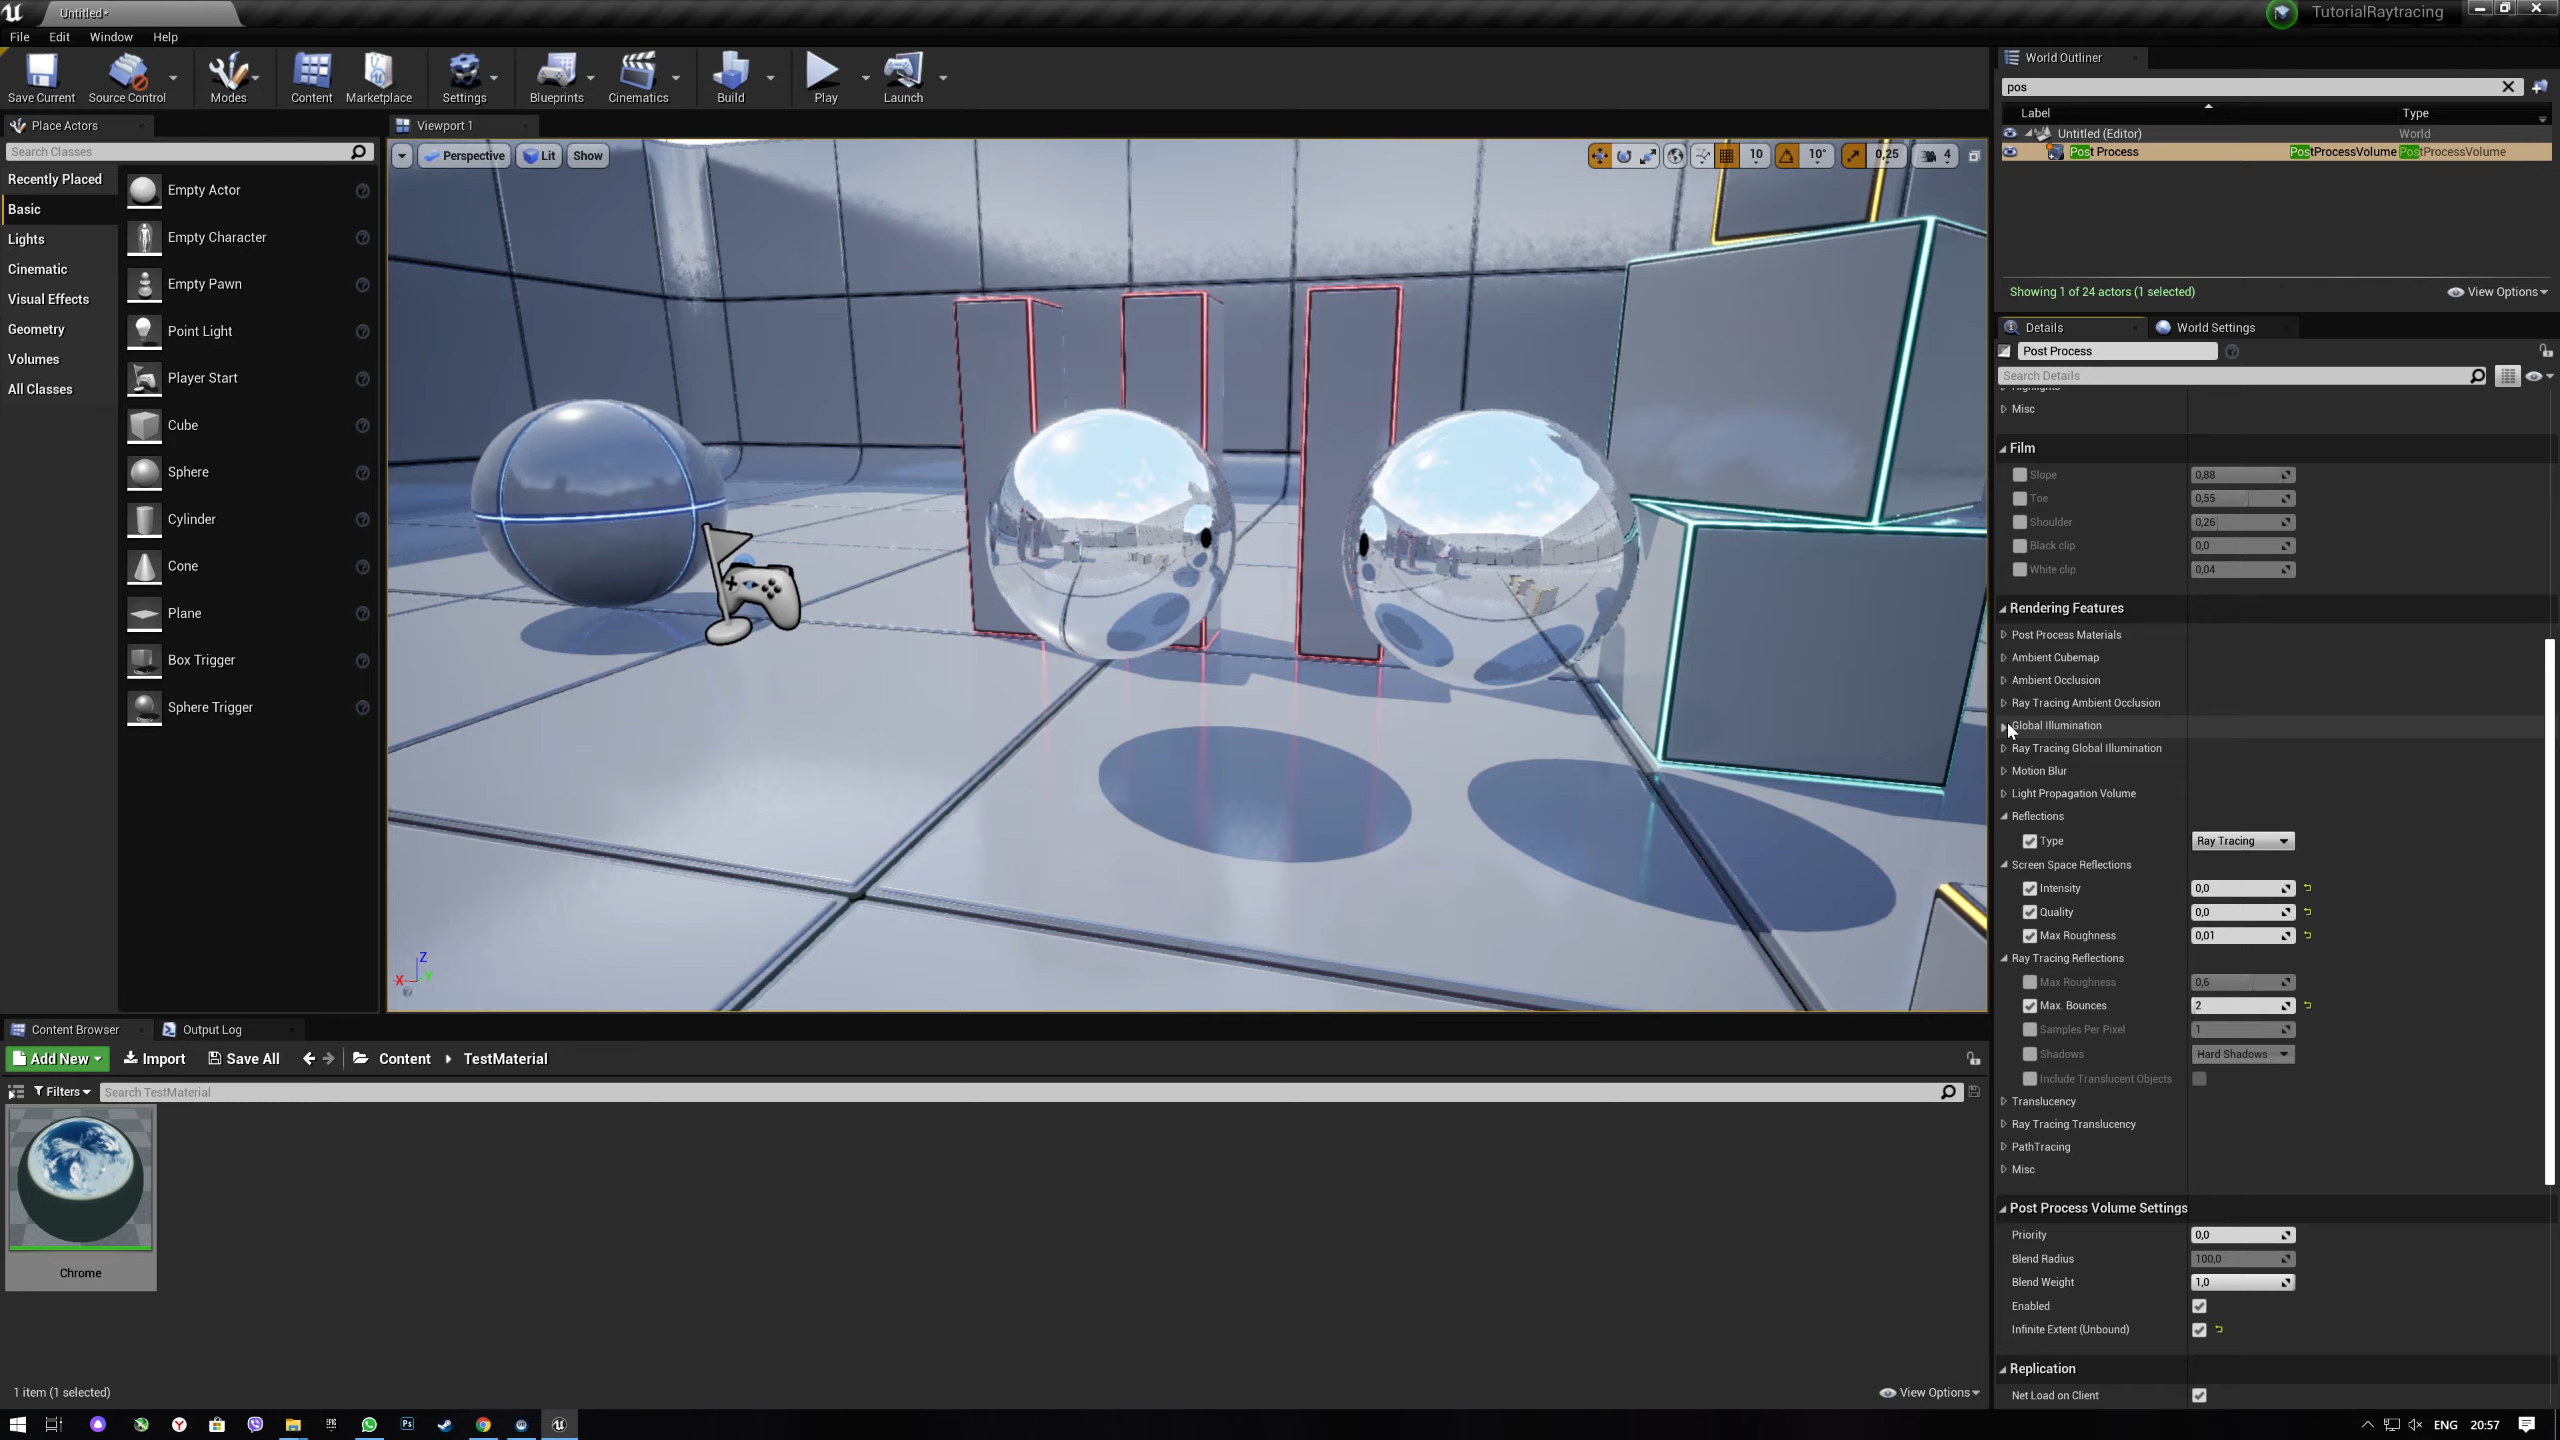 Untitled*
TutorialRaytracing
File Edit Window Help
Save Current
Source Control
Modes
Content
Marketplace
Settings
Blueprints
Cinematics
Build
Play
Launch
Place Actors
Search Classes
Recently Placed
Basic
Lights
Cinematic
Visual Effects
Geometry
Volumes
All Classes
Empty Actor
Empty Character
Empty Pawn
Point Light
Player Start
Cube
Sphere
Cylinder
Cone
Plane
Box Trigger
Sphere Trigger
Viewport 1
Perspective Lit Show
10 10° 0,25 4
Z
X Y
World Outliner
pos
Label Type
Untitled (Editor) World
Post Process PostProcessVolume PostProcessVolume
Showing 1 of 24 actors (1 selected) View Options
Details World Settings
Post Process
Search Details
Highlights
Misc
Film
Slope 0,88
Toe 0,55
Shoulder 0,26
Black clip 0,0
White clip 0,04
Rendering Features
Post Process Materials
Ambient Cubemap
Ambient Occlusion
Ray Tracing Ambient Occlusion
Global Illumination
Ray Tracing Global Illumination
Motion Blur
Light Propagation Volume
Reflections
Type Ray Tracing
Screen Space Reflections
Intensity 0,0
Quality 0,0
Max Roughness 0,01
Ray Tracing Reflections
Max Roughness 0,6
Max. Bounces 2
Samples Per Pixel 1
Shadows Hard Shadows
Include Translucent Objects
Translucency
Ray Tracing Translucency
PathTracing
Misc
Post Process Volume Settings
Priority 0,0
Blend Radius 100,0
Blend Weight 1,0
Enabled
Infinite Extent (Unbound)
Replication
Net Load on Client
Content Browser Output Log
Add New Import Save All Content TestMaterial
Filters Search TestMaterial
Chrome
1 item (1 selected) View Options
Ps
ENG 20:57